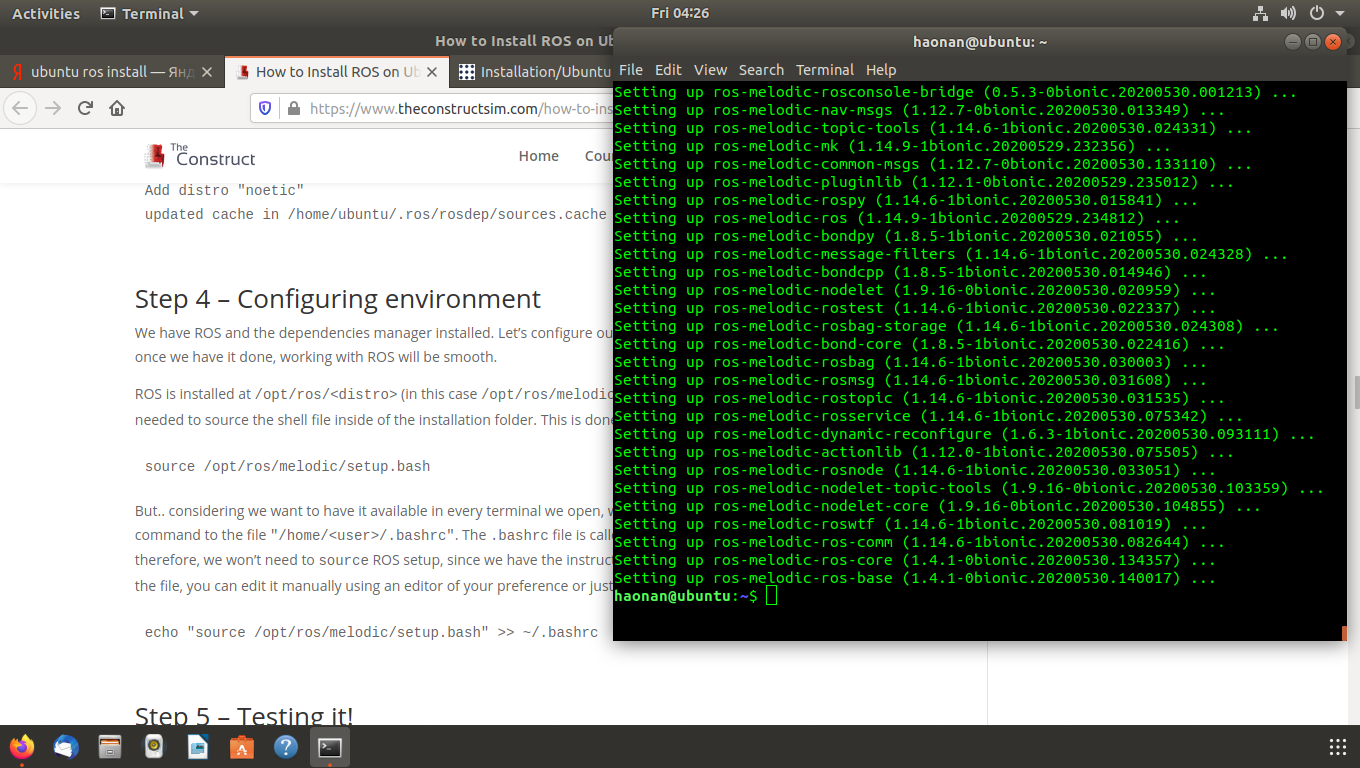 Activities
Terminal
Fri 04:26
How to Install ROS on Ub
haonan@ubuntu: ~
ubuntu ros install — Янд
How to Install ROS on Ub
Installation/Ubuntu
https://www.theconstructsim.com/how-to-ins
The
Construct
Home
Cou
Add distro "noetic"
updated cache in /home/ubuntu/.ros/rosdep/sources.cache
Step 4 – Configuring environment
We have ROS and the dependencies manager installed. Let’s configure ou
once we have it done, working with ROS will be smooth.
ROS is installed at /opt/ros/<distro> (in this case /opt/ros/melodic
needed to source the shell file inside of the installation folder. This is done
source /opt/ros/melodic/setup.bash
But.. considering we want to have it available in every terminal we open, w
command to the file "/home/<user>/.bashrc". The .bashrc file is calle
therefore, we won’t need to source ROS setup, since we have the instruct
the file, you can edit it manually using an editor of your preference or just
echo "source /opt/ros/melodic/setup.bash" >> ~/.bashrc
Step 5 – Testing it!
File Edit View Search Terminal Help
Setting up ros-melodic-rosconsole-bridge (0.5.3-0bionic.20200530.001213) ...
Setting up ros-melodic-nav-msgs (1.12.7-0bionic.20200530.013349) ...
Setting up ros-melodic-topic-tools (1.14.6-1bionic.20200530.024331) ...
Setting up ros-melodic-mk (1.14.9-1bionic.20200529.232356) ...
Setting up ros-melodic-common-msgs (1.12.7-0bionic.20200530.133110) ...
Setting up ros-melodic-pluginlib (1.12.1-0bionic.20200529.235012) ...
Setting up ros-melodic-rospy (1.14.6-1bionic.20200530.015841) ...
Setting up ros-melodic-ros (1.14.9-1bionic.20200529.234812) ...
Setting up ros-melodic-bondpy (1.8.5-1bionic.20200530.021055) ...
Setting up ros-melodic-message-filters (1.14.6-1bionic.20200530.024328) ...
Setting up ros-melodic-bondcpp (1.8.5-1bionic.20200530.014946) ...
Setting up ros-melodic-nodelet (1.9.16-0bionic.20200530.020959) ...
Setting up ros-melodic-rostest (1.14.6-1bionic.20200530.022337) ...
Setting up ros-melodic-rosbag-storage (1.14.6-1bionic.20200530.024308) ...
Setting up ros-melodic-bond-core (1.8.5-1bionic.20200530.022416) ...
Setting up ros-melodic-rosbag (1.14.6-1bionic.20200530.030003) ...
Setting up ros-melodic-rosmsg (1.14.6-1bionic.20200530.031608) ...
Setting up ros-melodic-rostopic (1.14.6-1bionic.20200530.031535) ...
Setting up ros-melodic-rosservice (1.14.6-1bionic.20200530.075342) ...
Setting up ros-melodic-dynamic-reconfigure (1.6.3-1bionic.20200530.093111) ...
Setting up ros-melodic-actionlib (1.12.0-1bionic.20200530.075505) ...
Setting up ros-melodic-rosnode (1.14.6-1bionic.20200530.033051) ...
Setting up ros-melodic-nodelet-topic-tools (1.9.16-0bionic.20200530.103359) ...
Setting up ros-melodic-nodelet-core (1.9.16-0bionic.20200530.104855) ...
Setting up ros-melodic-roswtf (1.14.6-1bionic.20200530.081019) ...
Setting up ros-melodic-ros-comm (1.14.6-1bionic.20200530.082644) ...
Setting up ros-melodic-ros-core (1.4.1-0bionic.20200530.134357) ...
Setting up ros-melodic-ros-base (1.4.1-0bionic.20200530.140017) ...
haonan@ubuntu:~$